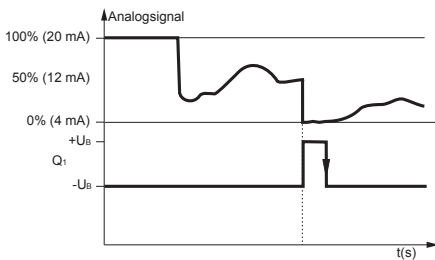 Analogsignal
100% (20 mA)
50% (12 mA)
0% (4 mA)
+UB
Q1
-UB
t(s)